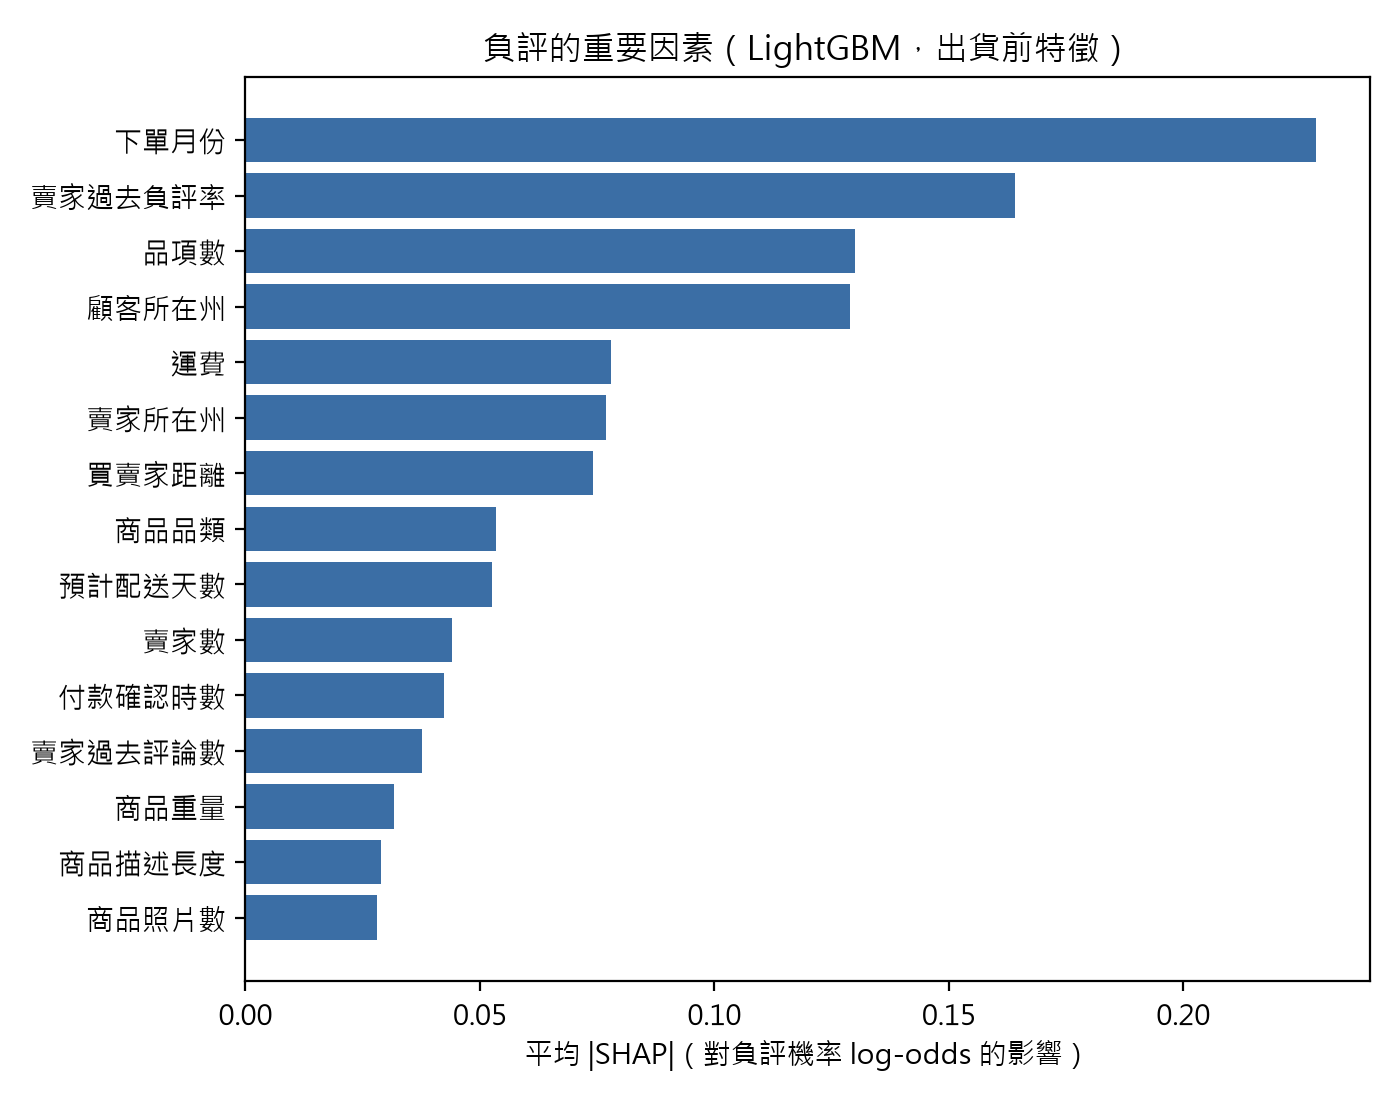 負評的重要因素（LightGBM，出貨前特徵）
下單月份
賣家過去負評率
品項數
顧客所在州
運費
賣家所在州
買賣家距離
商品品類
預計配送天數
賣家數
付款確認時數
賣家過去評論數
商品重量
商品描述長度
商品照片數
0.00 0.05 0.10 0.15 0.20
平均 |SHAP|（對負評機率 log-odds 的影響）